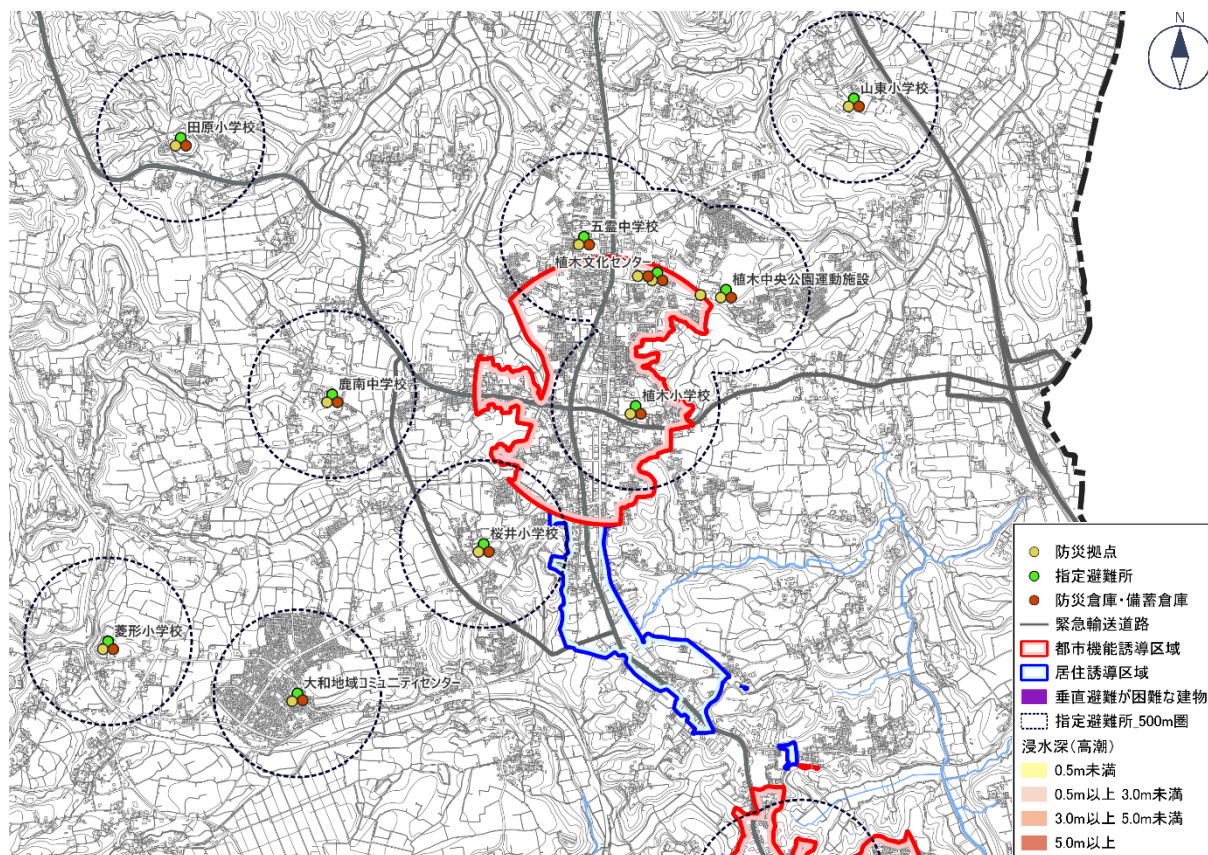 N
山東小学校
田原小学校
五霊中学校
植木文化センター
植木中央公園運動施設
鹿南中学校
植木小学校
桜井小学校
菱形小学校
大和地域コミュニティセンター
防災拠点
指定避難所
防災倉庫・備蓄倉庫
緊急輸送道路
都市機能誘導区域
居住誘導区域
垂直避難が困難な建物
指定避難所_500m圏
浸水深(高潮)
0.5m未満
0.5m以上 3.0m未満
3.0m以上 5.0m未満
5.0m以上